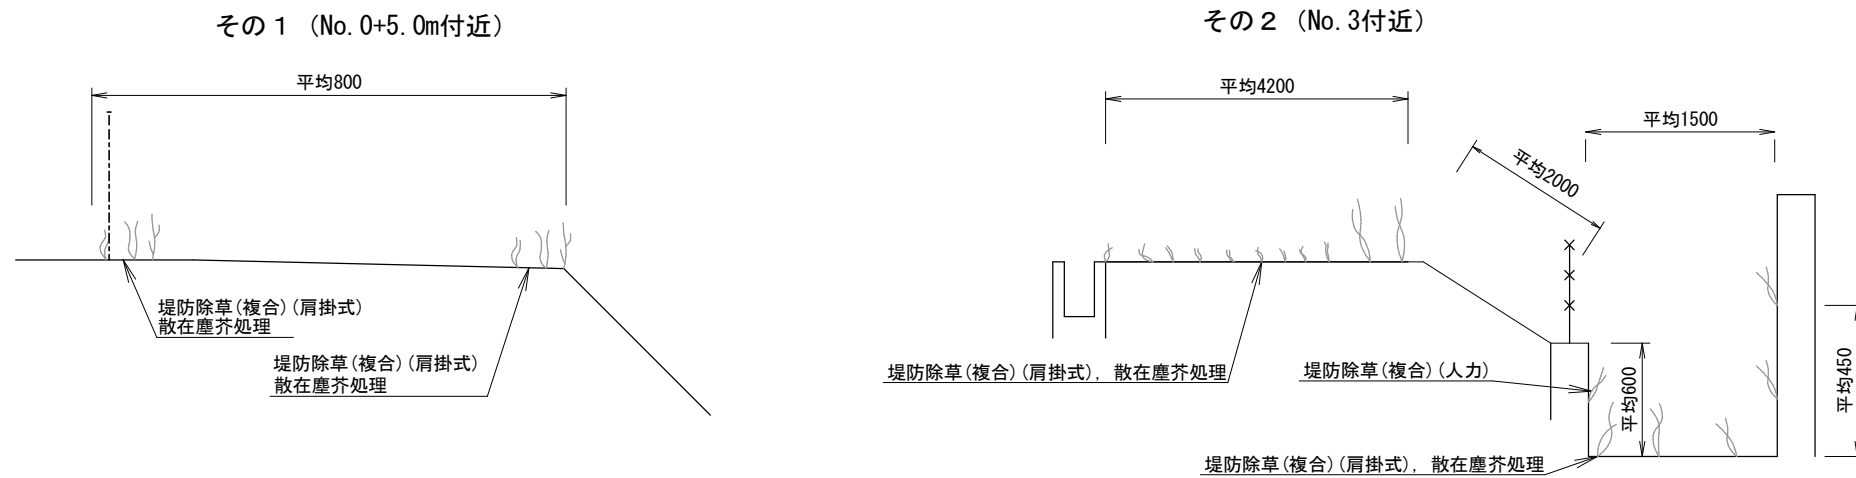 その１（No.0+5.0m付近）
平均800
堤防除草(複合)(肩掛式)
散在塵芥処理
堤防除草(複合)(肩掛式)
散在塵芥処理
その２（No.3付近）
平均4200
平均1500
平均2000
堤防除草(複合)(肩掛式), 散在塵芥処理
堤防除草(複合)(人力)
平均600
平均450
堤防除草(複合)(肩掛式), 散在塵芥処理